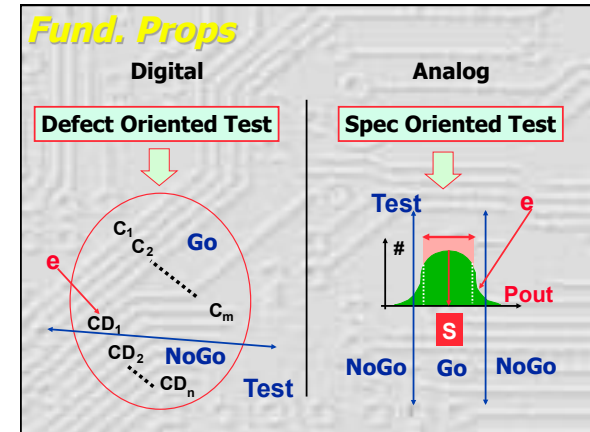 Fund. Props
Digital
Analog
Defect Oriented Test
Spec Oriented Test
C₁
C₂
Go
e
Cₘ
CD₁
CD₂
NoGo
CDₙ
Test
Test
e
#
Pout
S
NoGo Go NoGo